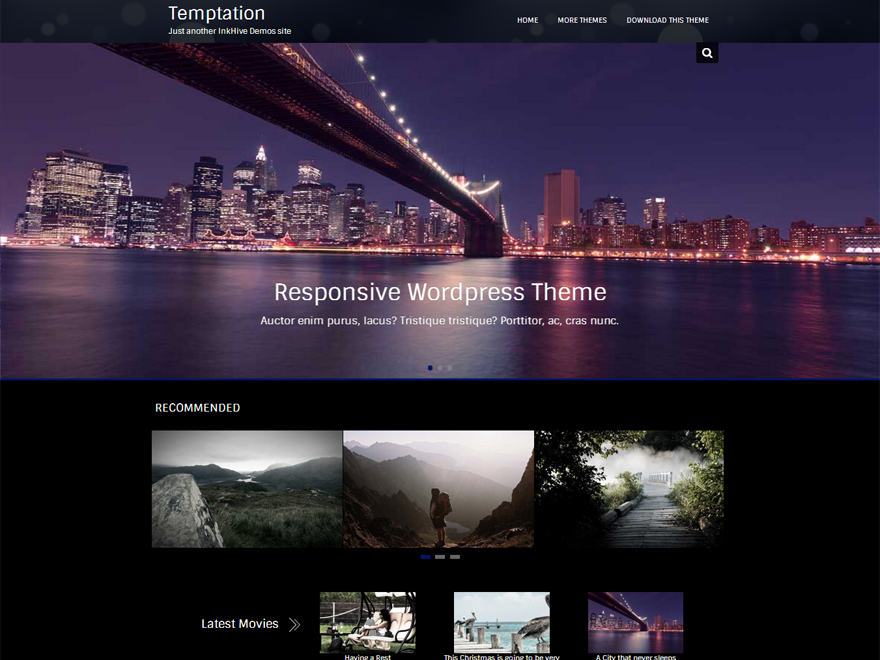 Temptation
Just another InkHive Demos site
HOME MORE THEMES DOWNLOAD THIS THEME
Responsive Wordpress Theme
Auctor enim purus, lacus? Tristique tristique? Porttitor, ac, cras nunc.
RECOMMENDED
Latest Movies
Having a Rest
This Christmas is going to be very
A City that never sleeps